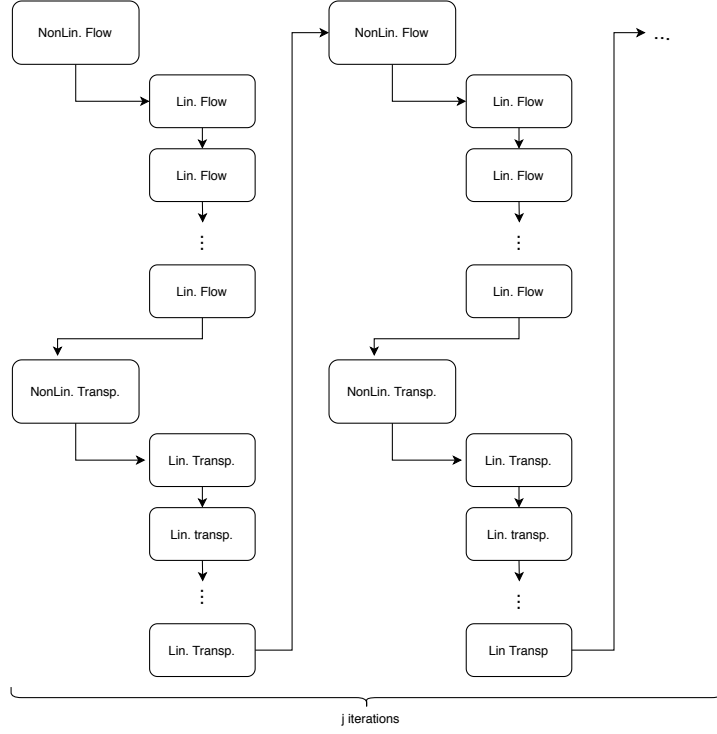 NonLin. Flow
Lin. Flow
Lin. Flow
⋮
Lin. Flow
NonLin. Transp.
Lin. Transp.
Lin. transp.
⋮
Lin. Transp.
NonLin. Flow
Lin. Flow
Lin. Flow
⋮
Lin. Flow
NonLin. Transp.
Lin. Transp.
Lin. transp.
⋮
Lin Transp
...
j iterations